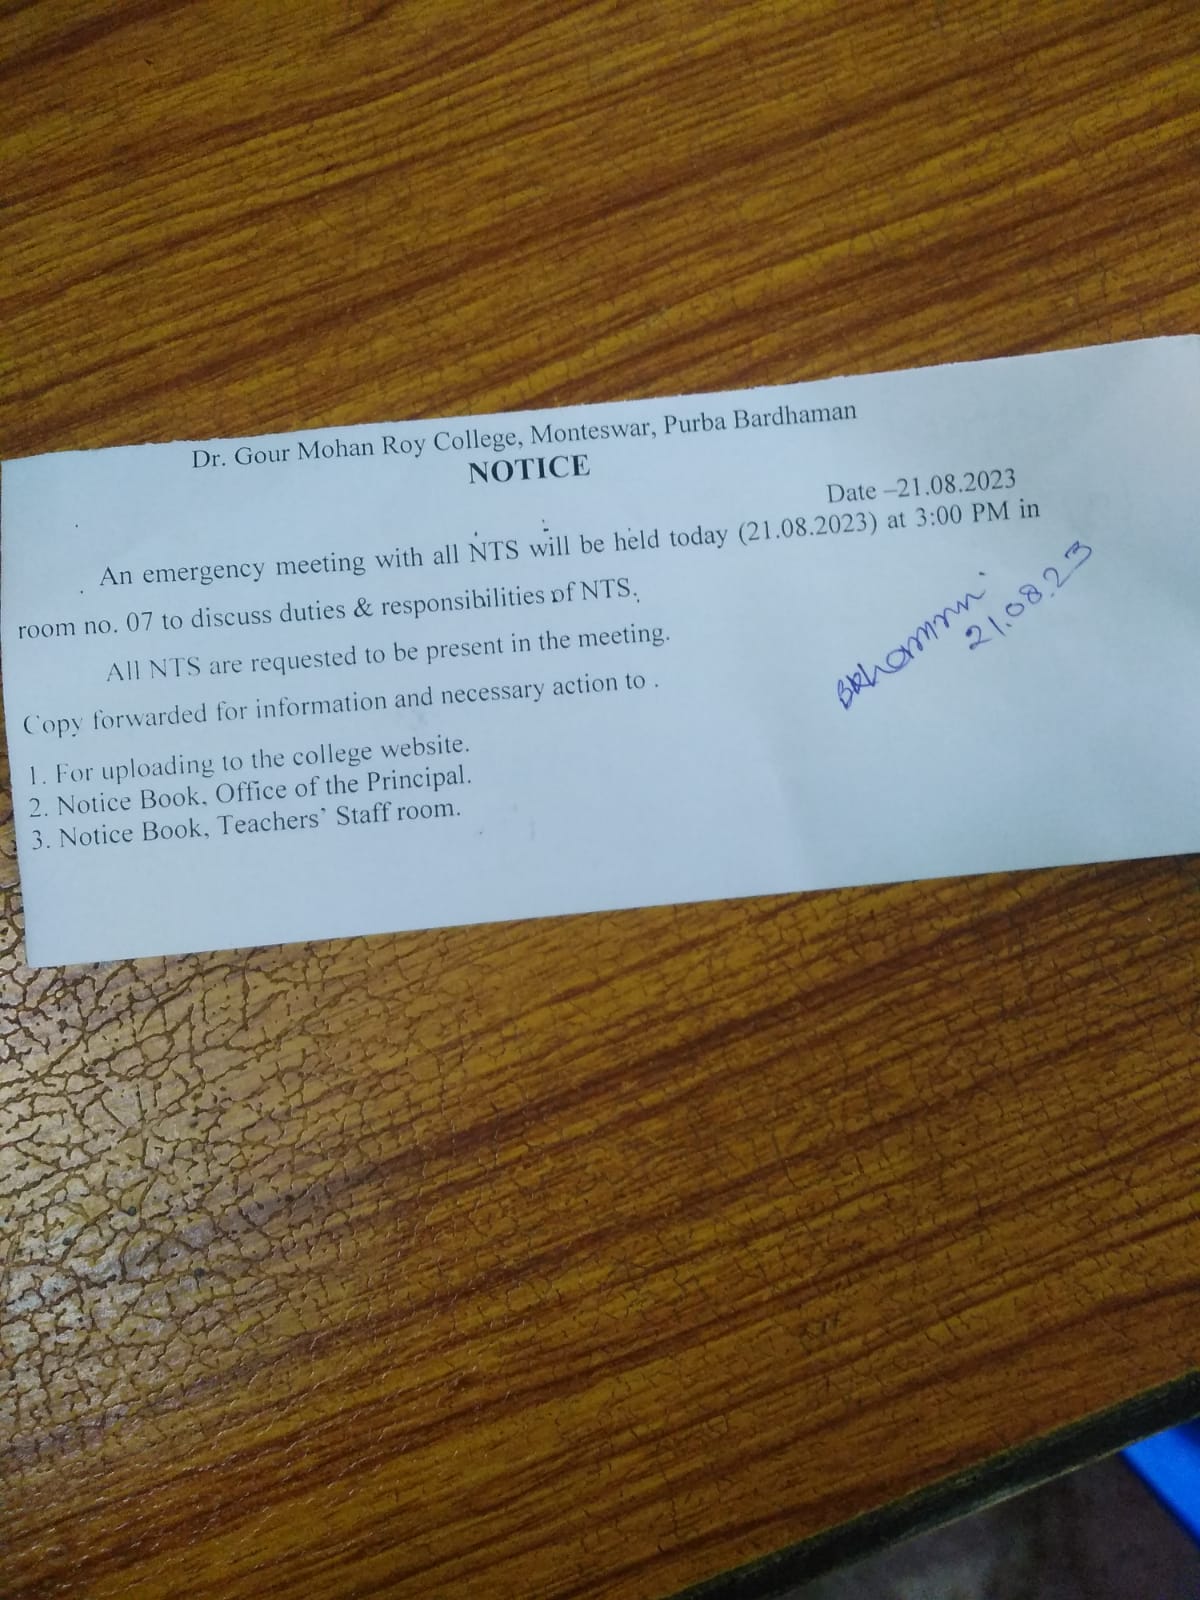 Dr. Gour Mohan Roy College, Monteswar, Purba Bardhaman
NOTICE
Date –21.08.2023
An emergency meeting with all NTS will be held today (21.08.2023) at 3:00 PM in
room no. 07 to discuss duties & responsibilities of NTS.
All NTS are requested to be present in the meeting.
Copy forwarded for information and necessary action to .
1. For uploading to the college website.
2. Notice Book, Office of the Principal.
3. Notice Book, Teachers' Staff room.
21.08.23